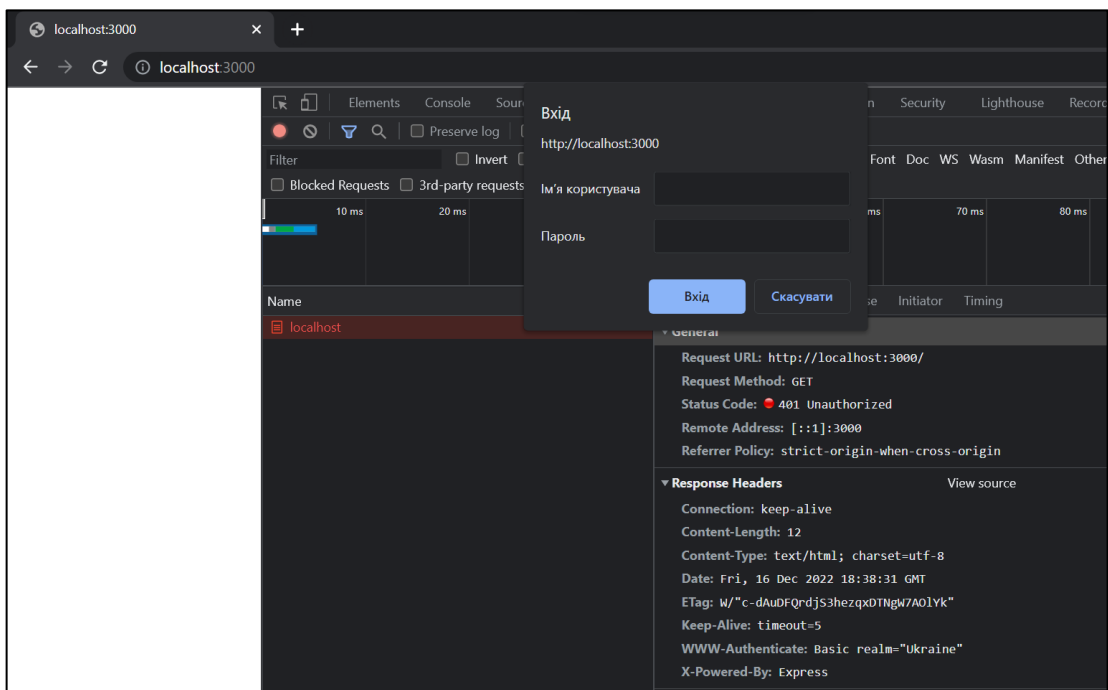 localhost:3000
localhost:3000
Elements Console
Security Lighthouse
Preserve log
Filter Invert
Font Doc WS Wasm Manifest Other
Blocked Requests 3rd-party requests
10 ms 20 ms 70 ms 80 ms
Вхід
http://localhost:3000
Ім'я користувача
Пароль
Вхід Скасувати
Name
Initiator Timing
localhost
General
Request URL: http://localhost:3000/
Request Method: GET
Status Code: 401 Unauthorized
Remote Address: [::1]:3000
Referrer Policy: strict-origin-when-cross-origin
Response Headers View source
Connection: keep-alive
Content-Length: 12
Content-Type: text/html; charset=utf-8
Date: Fri, 16 Dec 2022 18:38:31 GMT
ETag: W/"c-dAuDFQrdjS3hezqxDTNgW7AOlYk"
Keep-Alive: timeout=5
WWW-Authenticate: Basic realm="Ukraine"
X-Powered-By: Express